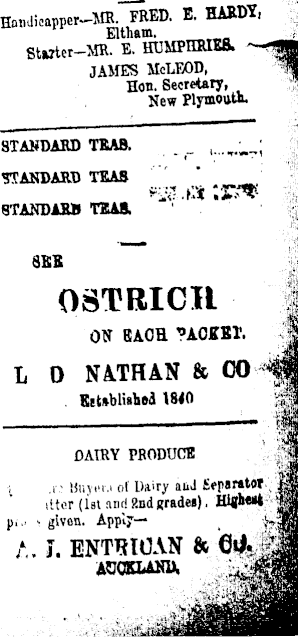 Handicapper—MR. FRED. E. HARDY,
Eltham.
Starter—MR. E. HUMPHRIES.
JAMES McLEOD,
Hon. Secretary,
New Plymouth.
STANDARD TEAS.
STANDARD TEAS
STANDARD TEAS.
SEE
OSTRICH
ON EACH PACKET.
L D NATHAN & CO
Established 1840
DAIRY PRODUCE
Buyers of Dairy and Separator
(1st and 2nd grades). Highest
given. Apply—
A. J. ENTRICAN & CO.
AUCKLAND.